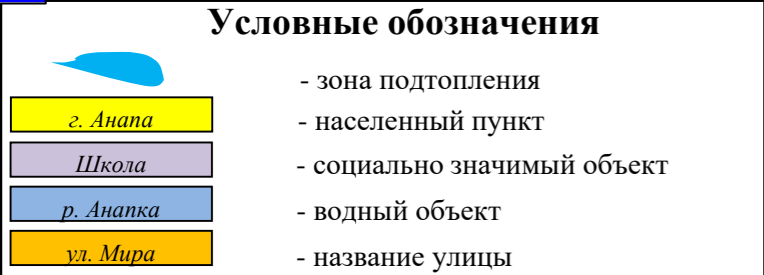 Условные обозначения
- зона подтопления
г. Анапа - населенный пункт
Школа - социально значимый объект
р. Анапка - водный объект
ул. Мира - название улицы